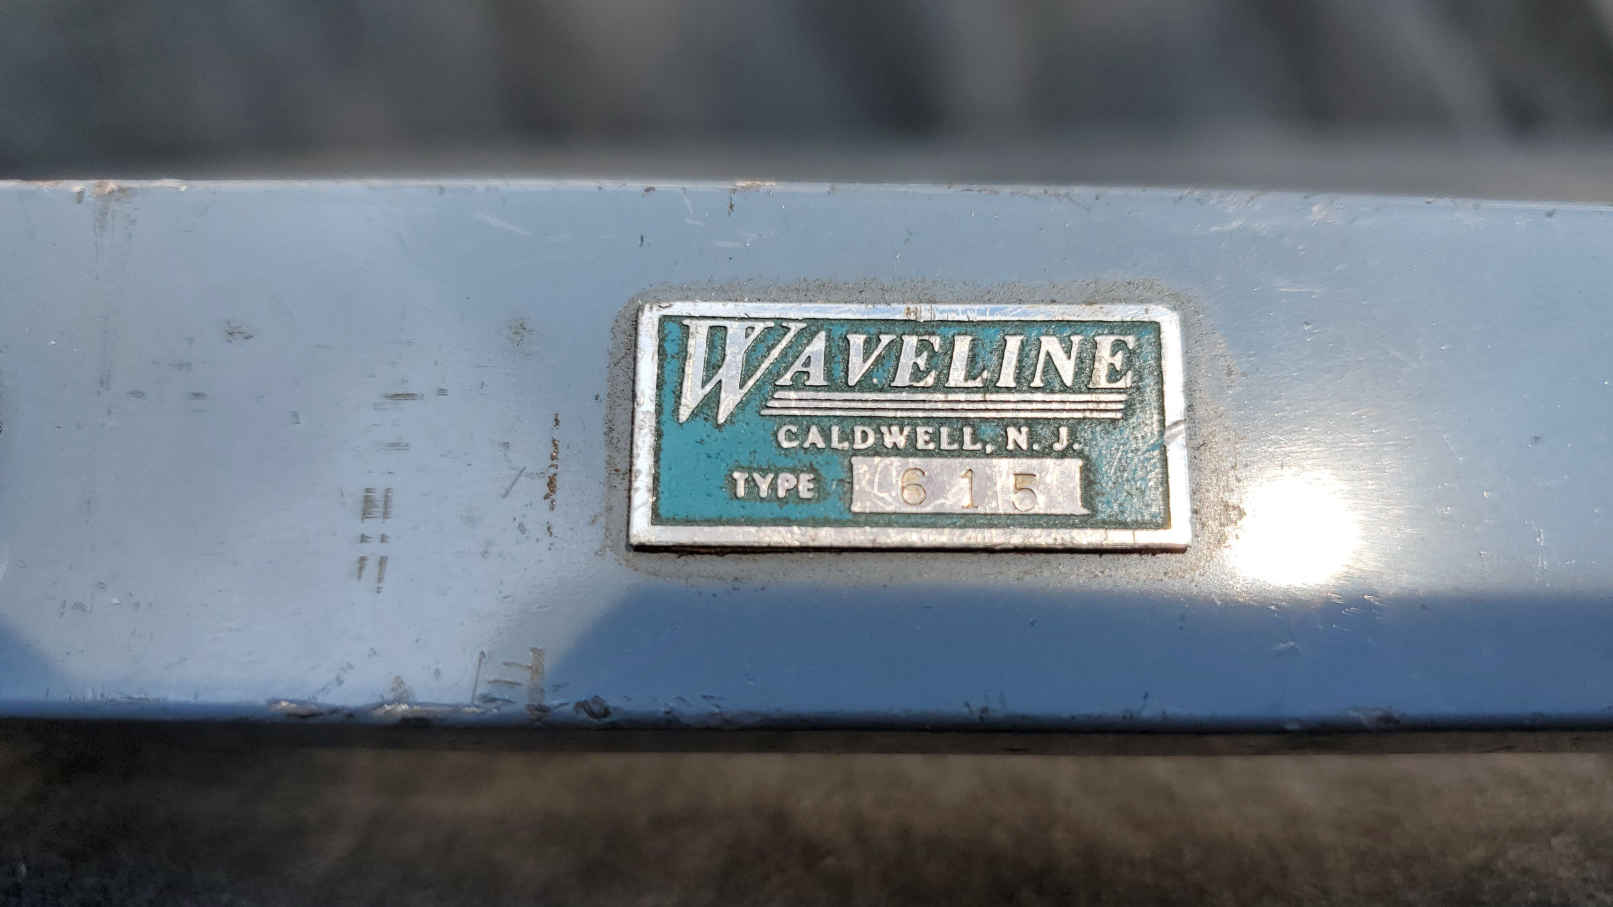 WAVELINE
CALDWELL, N. J.
TYPE 615